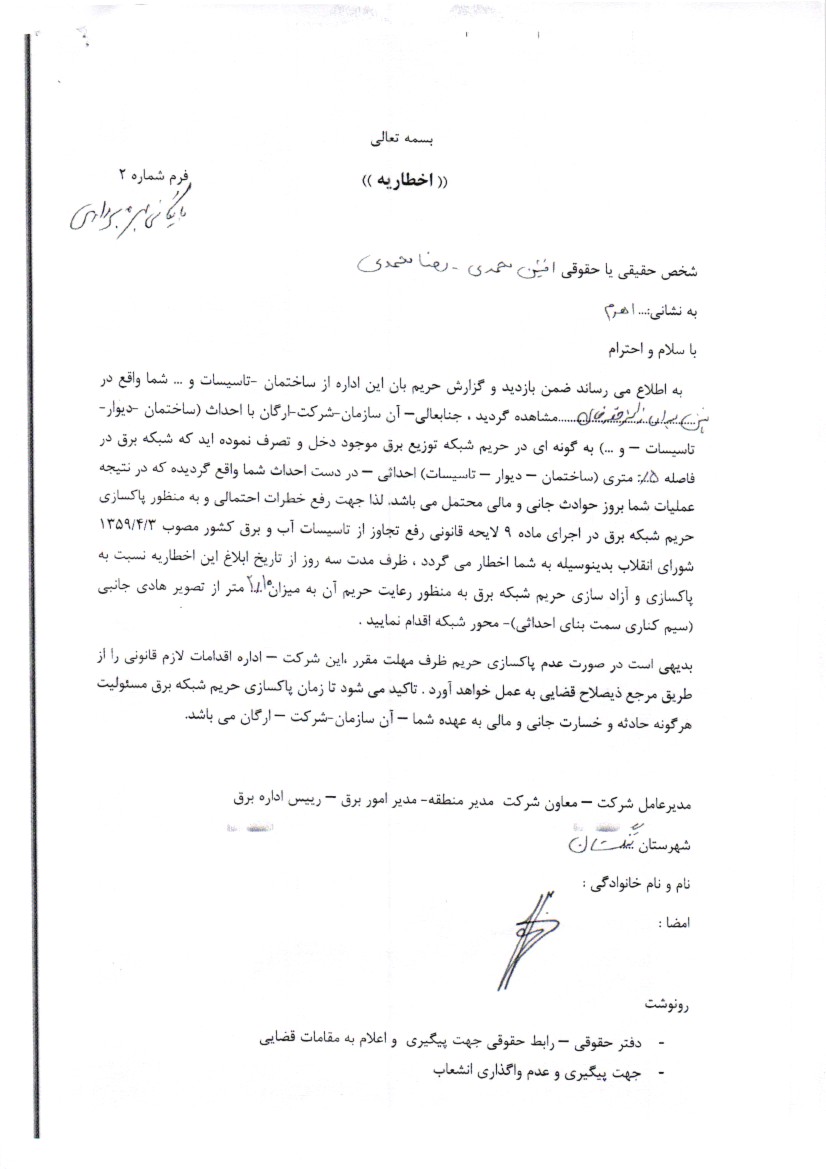 بسمه تعالی
(( اخطاریه ))
فرم شماره ۲
بایگانی بهره برداری
شخص حقیقی یا حقوقی افشین محمدی - رضا محمدی
به نشانی:... اهرم
با سلام و احترام
به اطلاع می رساند ضمن بازدید و گزارش حریم بان این اداره از ساختمان -تاسیسات و ... شما واقع در
......مشاهده گردید ، جنابعالی– آن سازمان-شرکت-ارگان با احداث (ساختمان -دیوار-
تاسیسات – و ...) به گونه ای در حریم شبکه توزیع برق موجود دخل و تصرف نموده اید که شبکه برق در
فاصله متری (ساختمان – دیوار – تاسیسات) احداثی – در دست احداث شما واقع گردیده که در نتیجه
عملیات شما بروز حوادث جانی و مالی محتمل می باشد. لذا جهت رفع خطرات احتمالی و به منظور پاکسازی
حریم شبکه برق در اجرای ماده ۹ لایحه قانونی رفع تجاوز از تاسیسات آب و برق کشور مصوب ۱۳۵۹/۴/۳
شورای انقلاب بدینوسیله به شما اخطار می گردد ، ظرف مدت سه روز از تاریخ ابلاغ این اخطاریه نسبت به
پاکسازی و آزاد سازی حریم شبکه برق به منظور رعایت حریم آن به میزان متر از تصویر هادی جانبی
(سیم کناری سمت بنای احداثی)- محور شبکه اقدام نمایید .
بدیهی است در صورت عدم پاکسازی حریم ظرف مهلت مقرر ،این شرکت – اداره اقدامات لازم قانونی را از
طریق مرجع ذیصلاح قضایی به عمل خواهد آورد . تاکید می شود تا زمان پاکسازی حریم شبکه برق مسئولیت
هرگونه حادثه و خسارت جانی و مالی به عهده شما – آن سازمان-شرکت – ارگان می باشد.
مدیرعامل شرکت – معاون شرکت مدیر منطقه- مدیر امور برق – رییس اداره برق
شهرستان تنگستان
نام و نام خانوادگی :
امضا :
رونوشت
- دفتر حقوقی – رابط حقوقی جهت پیگیری و اعلام به مقامات قضایی
- جهت پیگیری و عدم واگذاری انشعاب